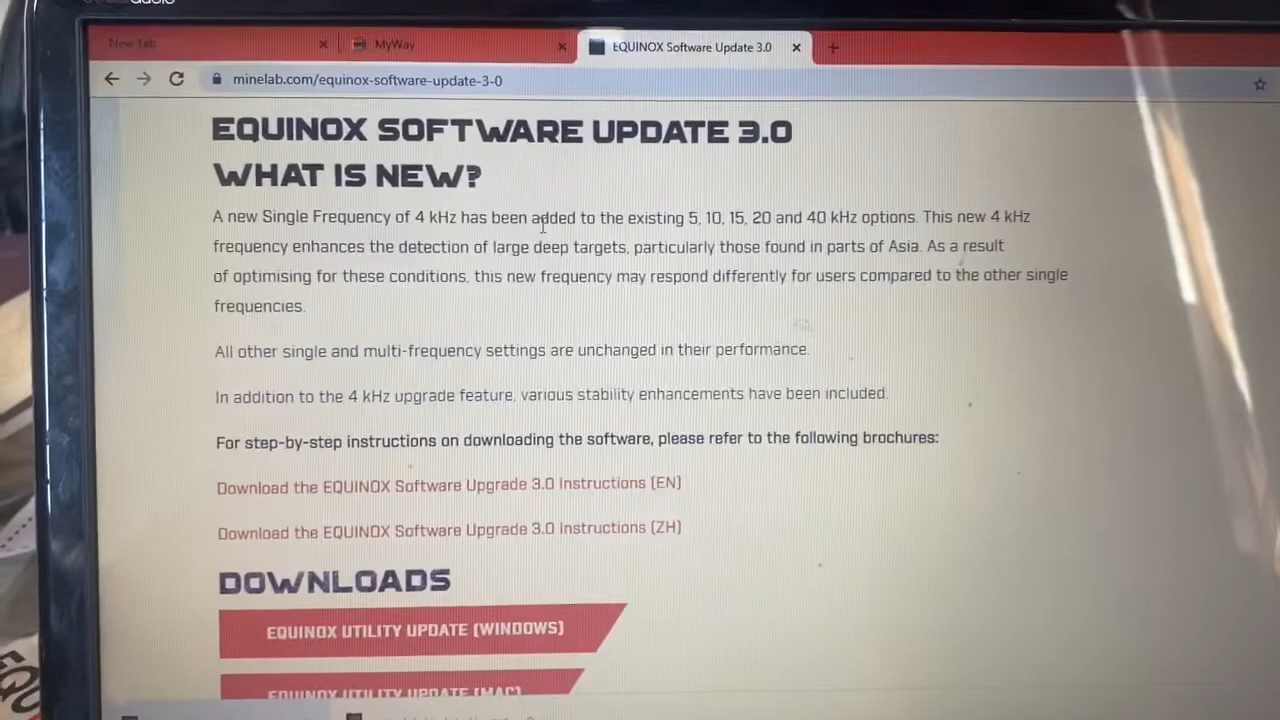 New Tab
MyWay
EQUINOX Software Update 3.0
minelab.com/equinox-software-update-3-0
EQUINOX SOFTWARE UPDATE 3.0
WHAT IS NEW?
A new Single Frequency of 4 kHz has been added to the existing 5, 10, 15, 20 and 40 kHz options. This new 4 kHz
frequency enhances the detection of large deep targets, particularly those found in parts of Asia. As a result
of optimising for these conditions, this new frequency may respond differently for users compared to the other single
frequencies.
All other single and multi-frequency settings are unchanged in their performance.
In addition to the 4 kHz upgrade feature, various stability enhancements have been included.
For step-by-step instructions on downloading the software, please refer to the following brochures:
Download the EQUINOX Software Upgrade 3.0 Instructions (EN)
Download the EQUINOX Software Upgrade 3.0 Instructions (ZH)
DOWNLOADS
EQUINOX UTILITY UPDATE (WINDOWS)
EQUINOX UTILITY UPDATE (MAC)
EQU